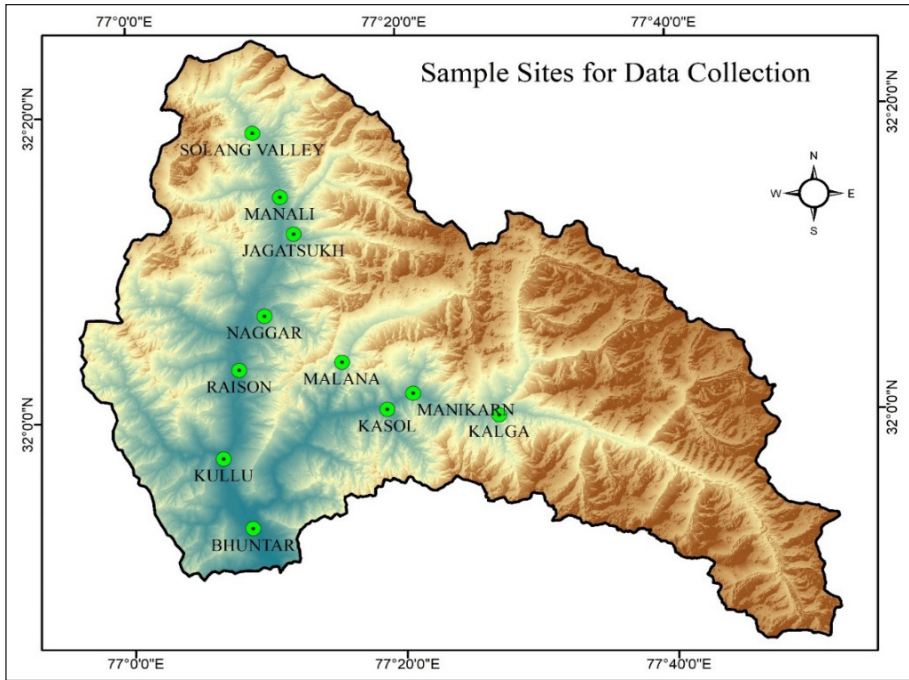 77°0'0"E
77°20'0"E
77°40'0"E
Sample Sites for Data Collection
32°20'0"N
32°20'0"N
SOLANG VALLEY
N
W
E
S
MANALI
JAGATSUKH
NAGGAR
MALANA
RAISON
MANIKARN
KASOL
KALGA
32°0'0"N
32°0'0"N
KULLU
BHUNTAR
77°0'0"E
77°20'0"E
77°40'0"E